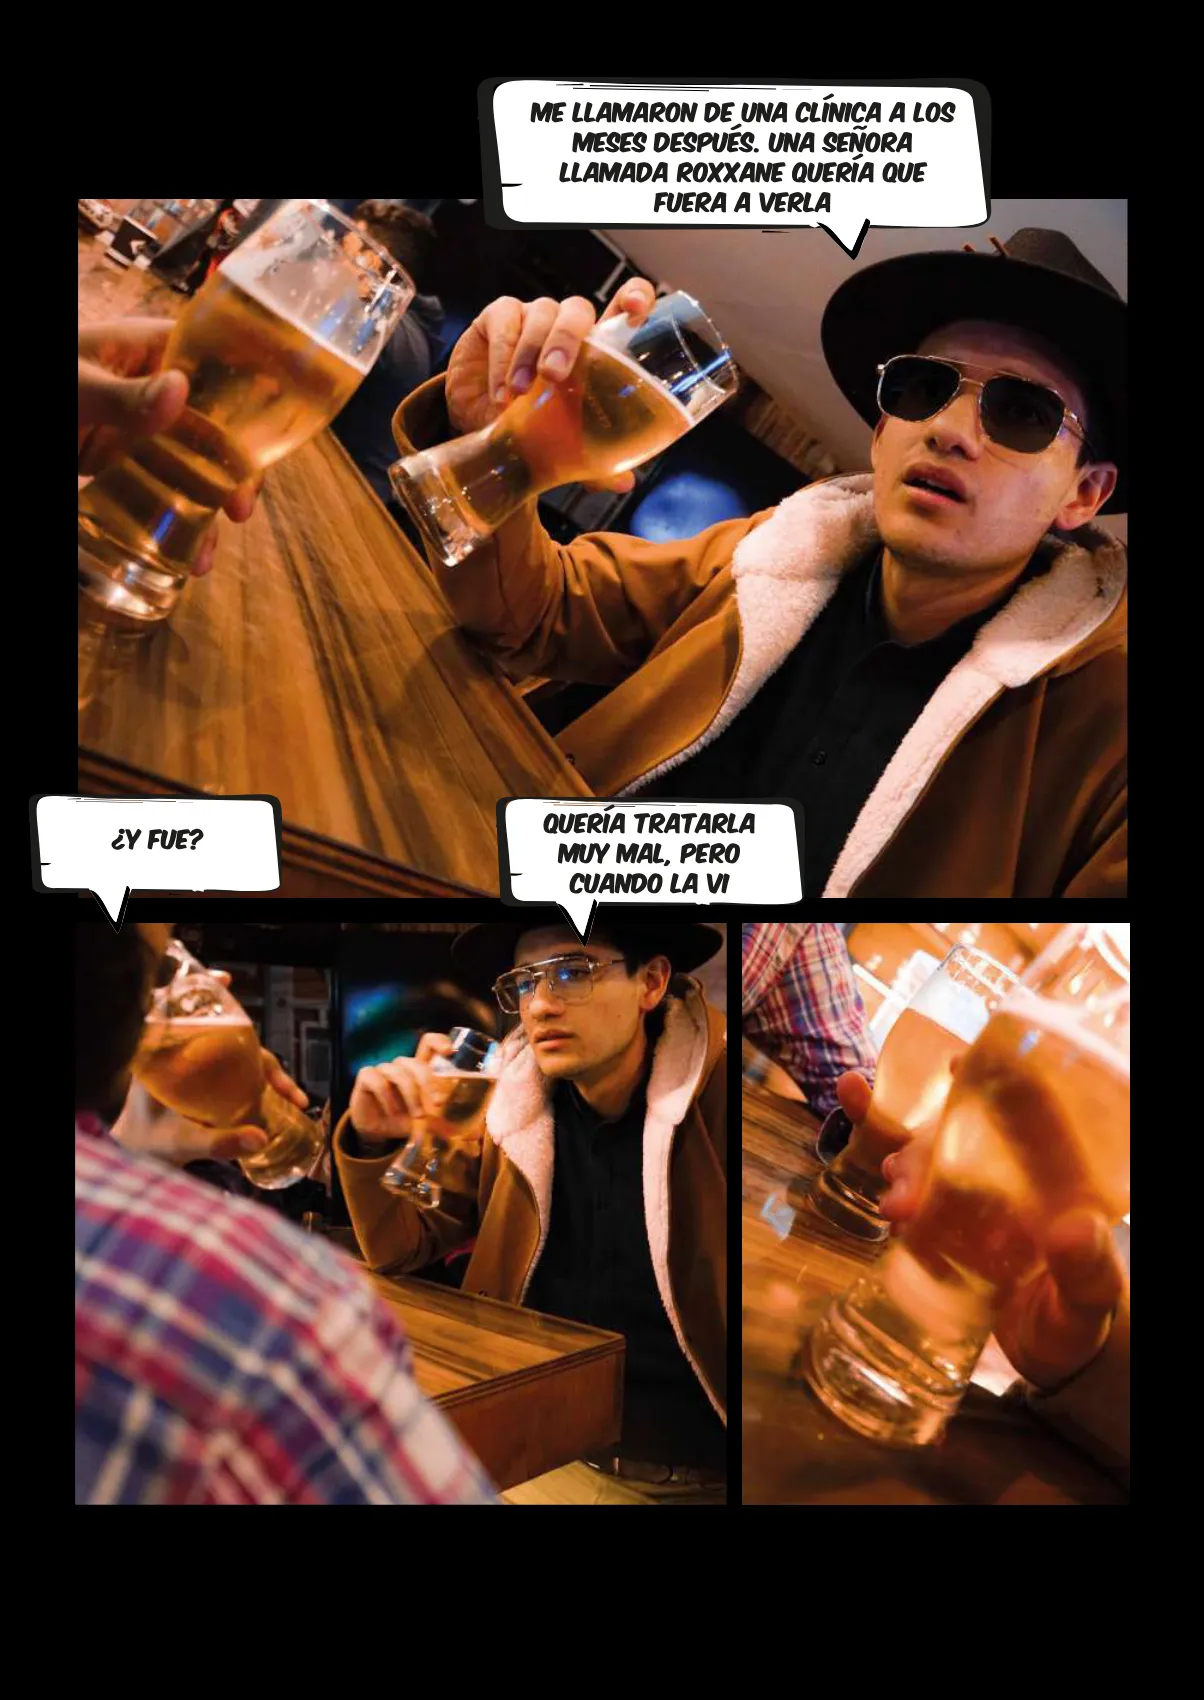 ME LLAMARON DE UNA CLÍNICA A LOS
MESES DESPUÉS. UNA SEÑORA
LLAMADA ROXXANE QUERÍA QUE
FUERA A VERLA
¿Y FUE?
QUERÍA TRATARLA
MUY MAL, PERO
CUANDO LA VI